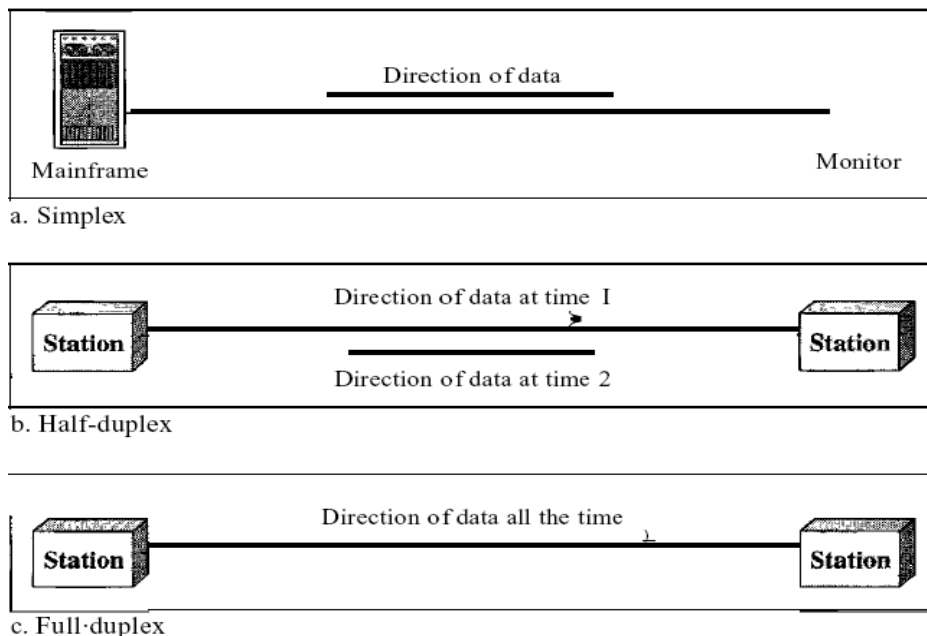 Direction of data
Mainframe
Monitor
a. Simplex
Direction of data at time I
Station
Station
Direction of data at time 2
b. Half-duplex
Direction of data all the time
Station
Station
c. Full·duplex